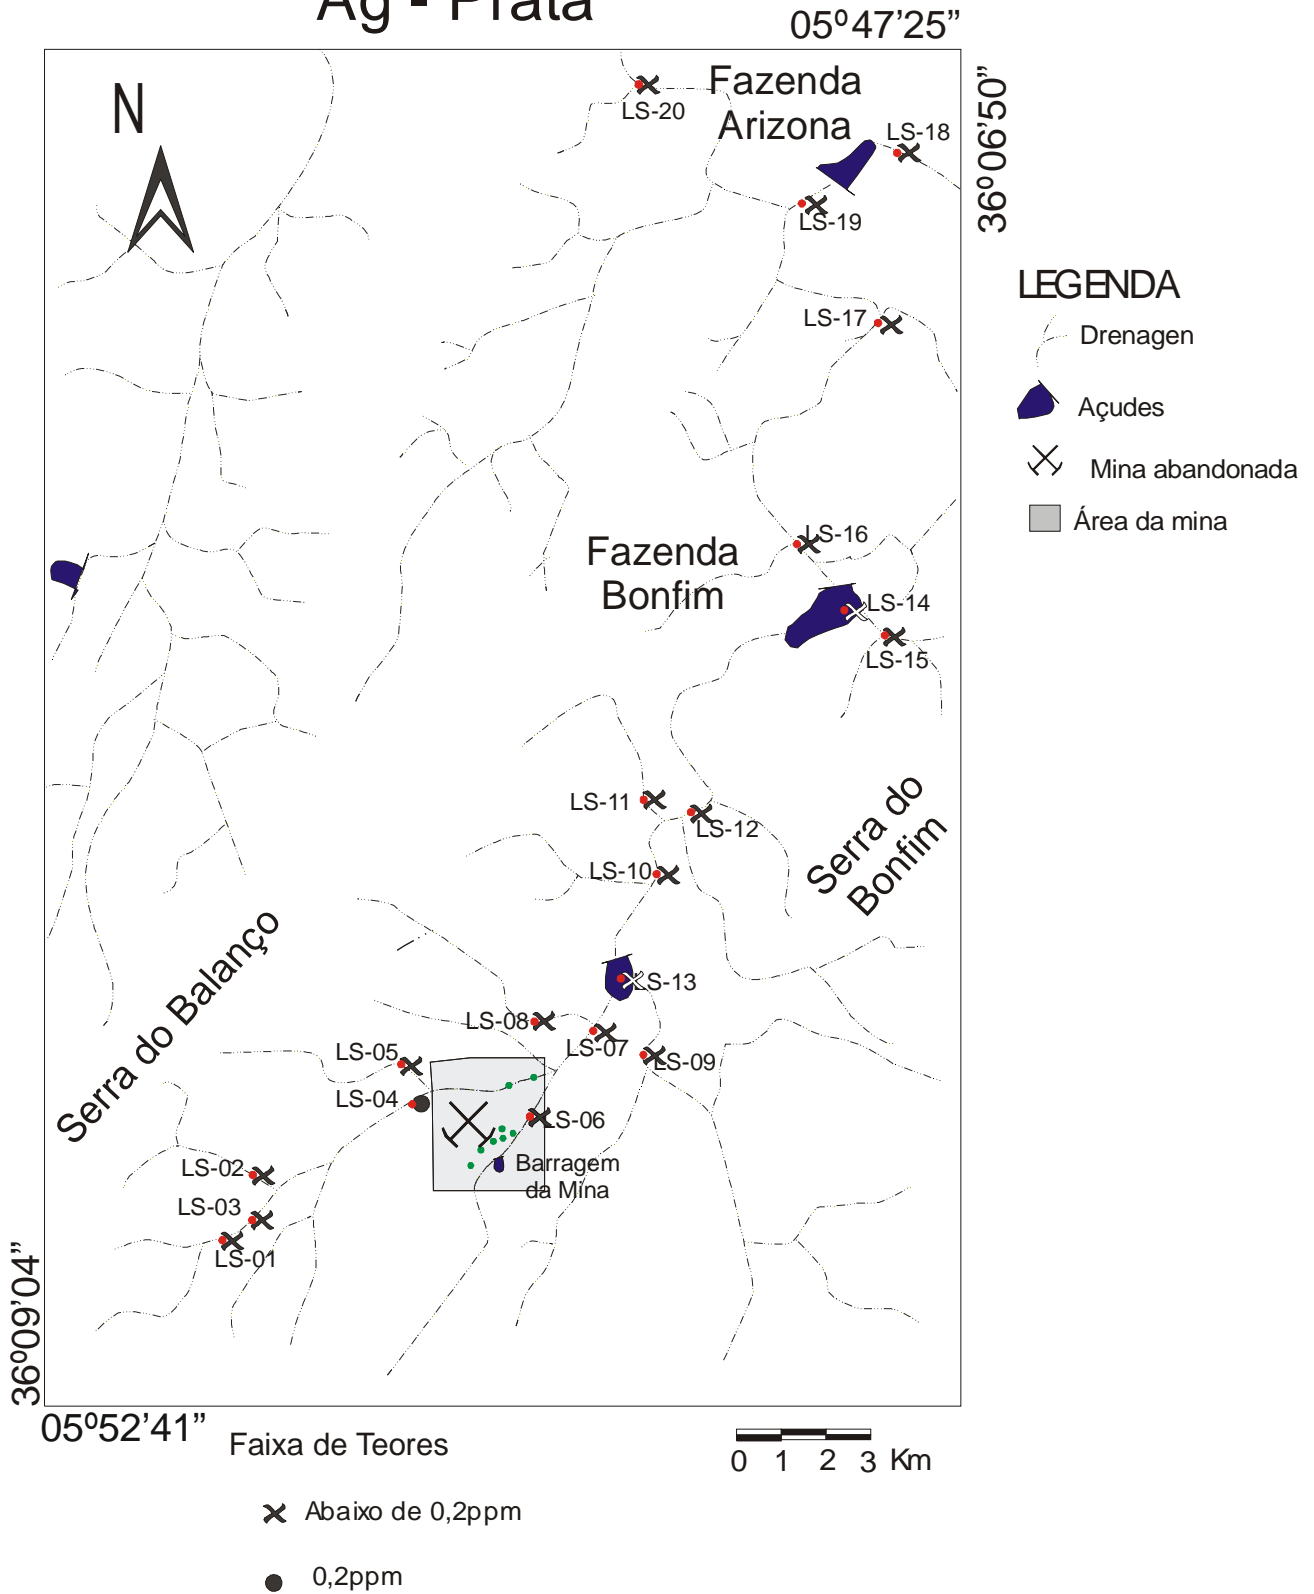 Ag - Prata
05º47’25”
36º06’50”
N
Fazenda
Arizona
LS-20
LS-18
LS-19
LS-17
LEGENDA
Drenagen
Açudes
Mina abandonada
Área da mina
LS-16
Fazenda
Bonfim
LS-14
LS-15
LS-11
LS-12
Serra do
Bonfim
LS-10
Serra do Balanço
LS-13
LS-08
LS-07
LS-05
LS-09
LS-04
LS-06
Barragem
da Mina
LS-02
LS-03
LS-01
36º09’04”
05º52’41”
Faixa de Teores
0 1 2 3 Km
Abaixo de 0,2ppm
0,2ppm